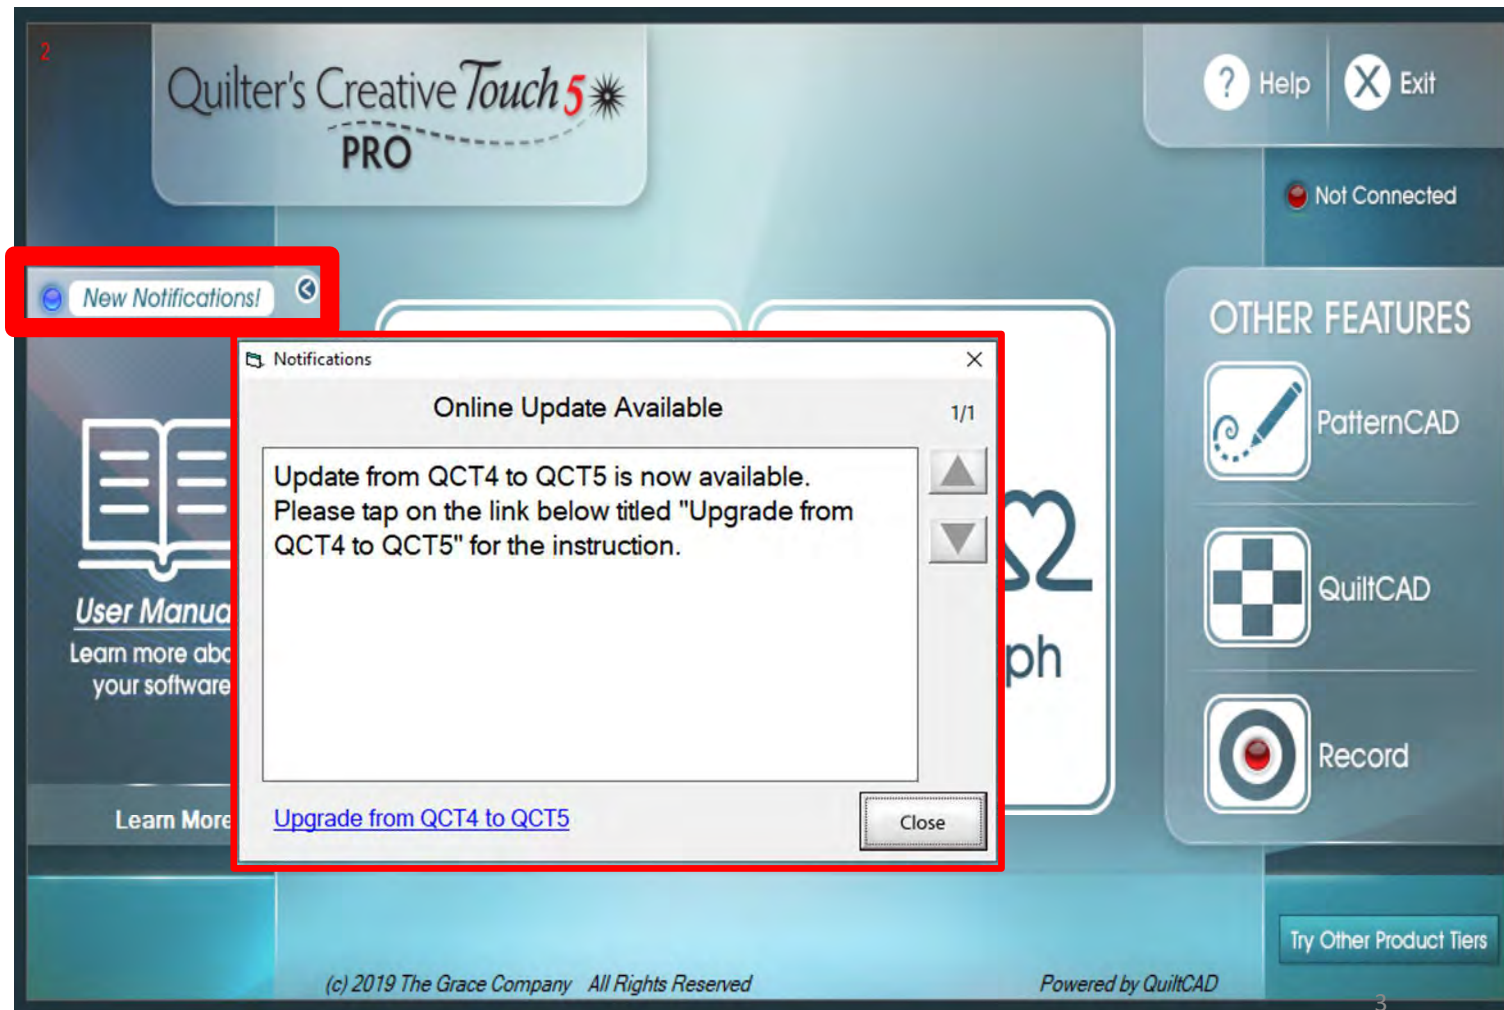 2
Quilter's Creative Touch 5
PRO
? Help X Exit
Not Connected
New Notifications!
OTHER FEATURES
Notifications
Online Update Available 1/1
Update from QCT4 to QCT5 is now available.
Please tap on the link below titled "Upgrade from
QCT4 to QCT5" for the instruction.
Upgrade from QCT4 to QCT5
Close
User Manua
Learn more abo
your software
Learn More
ph
PatternCAD
QuiltCAD
Record
Try Other Product Tiers
(c) 2019 The Grace Company All Rights Reserved
Powered by QuiltCAD
3